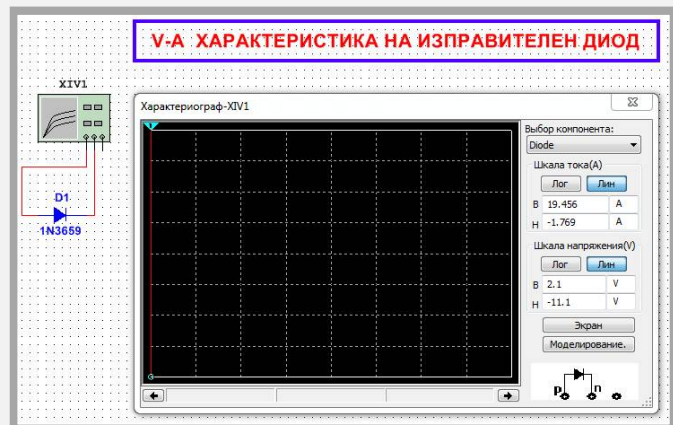 V-A ХАРАКТЕРИСТИКА НА ИЗПРАВИТЕЛЕН ДИОД
XIV1
D1
1N3659
Характериограф-XIV1
1
Выбор компонента:
Diode
Шкала тока(A)
Лог Лин
В 19.456 A
Н -1.769 A
Шкала напряжения(V)
Лог Лин
В 2.1 V
Н -11.1 V
Экран
Моделирование.
p n